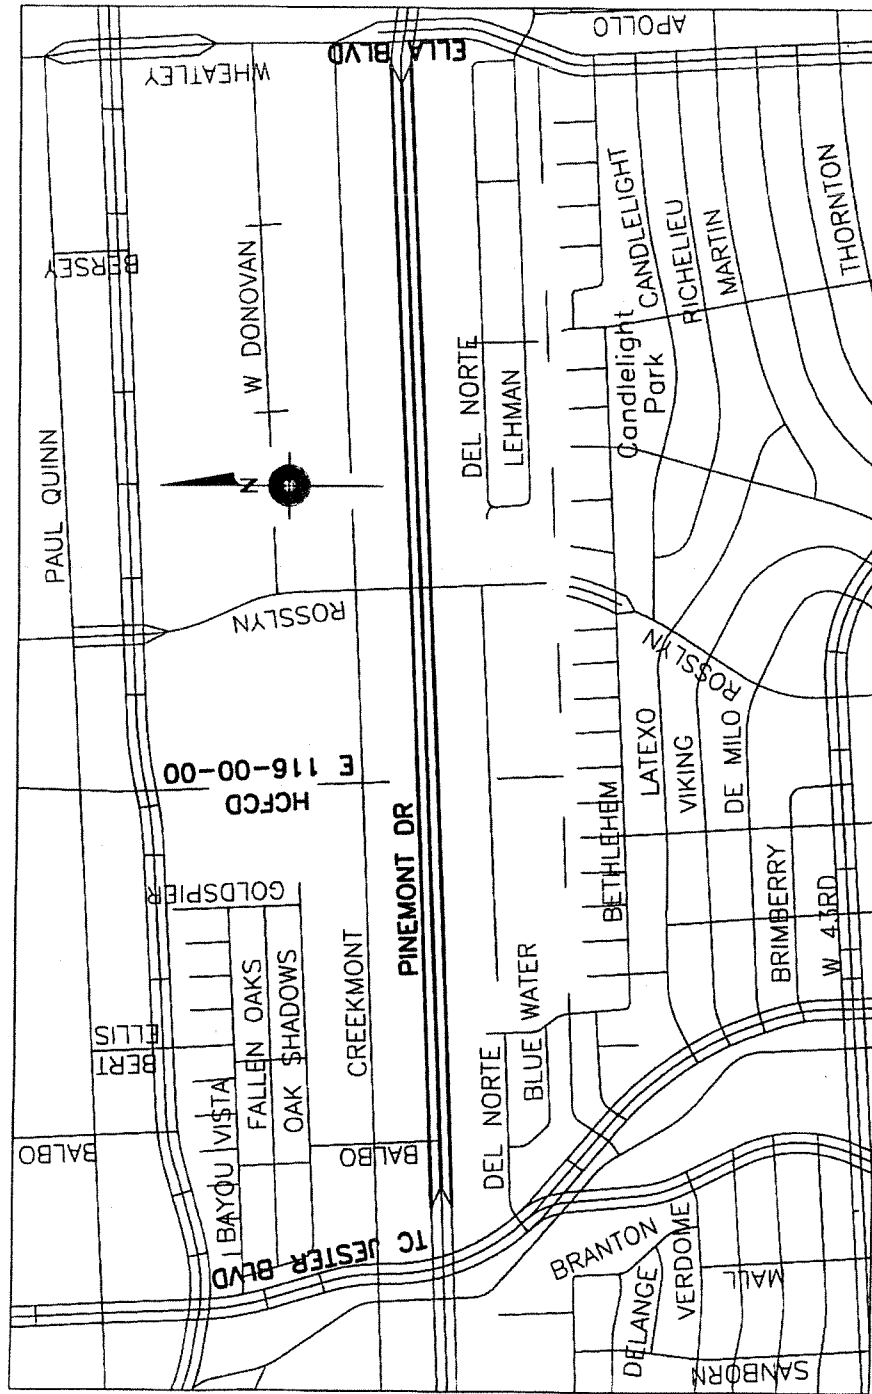 APOLLO
ELLA BLVD
WHEATLEY
BERSEY
PAUL QUINN
W DONOVAN
N
DEL NORTE
LEHMAN
CANDLELIGHT
RICHELIEU
MARTIN
THORNTON
Candlelight
Park
ROSSLYN
ROSSLYN
HCFCD
E 116-00-00
PINEMONT DR
GOLDSPIER
CREEKMONT
FALLEN OAKS
OAK SHADOWS
BAYOU VISTA
BERT
ELLIS
BALBO
BALBO
DEL NORTE
BLUE WATER
BETHLEHEM
LATEXO
VIKING
DE MILO
BRIMBERRY
W 43RD
TC JESTER BLVD
BRANTON
DELANGE
VERDOME
MALL
SANBORN